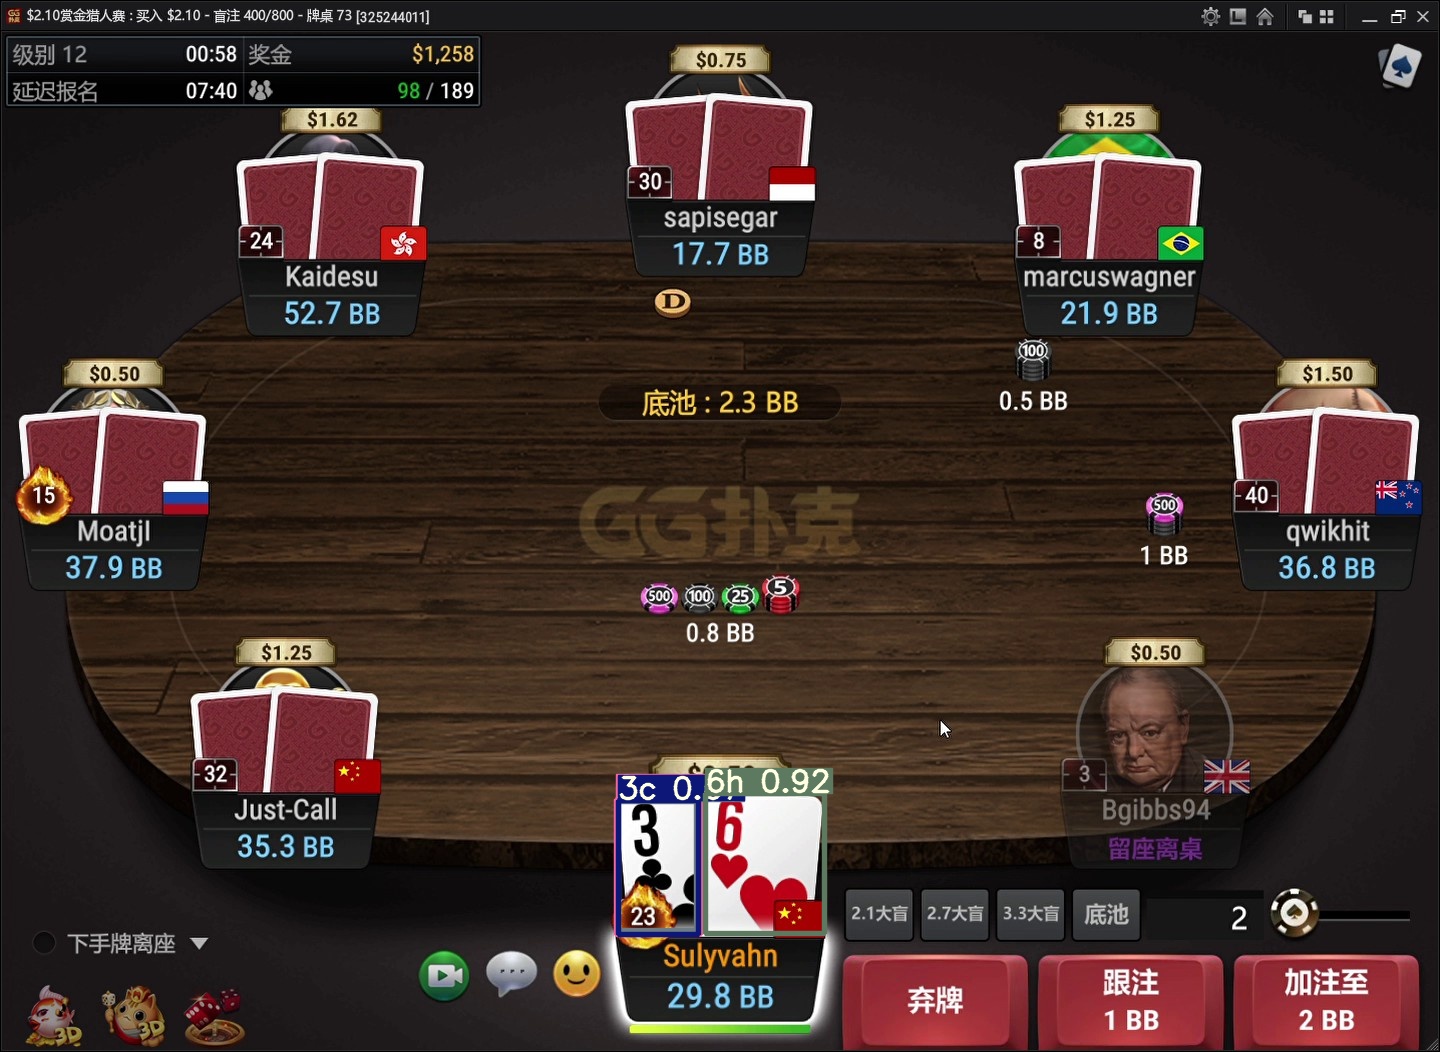 $2.10赏金猎人赛 : 买入 $2.10 - 盲注 400/800 - 牌桌 73 [325244011]
级别 12 00:58 奖金 $1,258
延迟报名 07:40 98 / 189
$0.75
30
sapisegar
17.7 BB
$1.62
24
Kaidesu
52.7 BB
$1.25
8
marcuswagner
21.9 BB
D
100
0.5 BB
底池 : 2.3 BB
$0.50
15
Moatjl
37.9 BB
$1.50
40
qwikhit
36.8 BB
500
1 BB
GG扑克
500 100 25 5
0.8 BB
$1.25
32
Just-Call
35.3 BB
$0.50
3
Bgibbs94
留座离桌
3c 0.
6h 0.92
3
6
23
Sulyvahn
29.8 BB
2.1大盲 2.7大盲 3.3大盲 底池 2
下手牌离座
3D
3D
弃牌
跟注
1 BB
加注至
2 BB